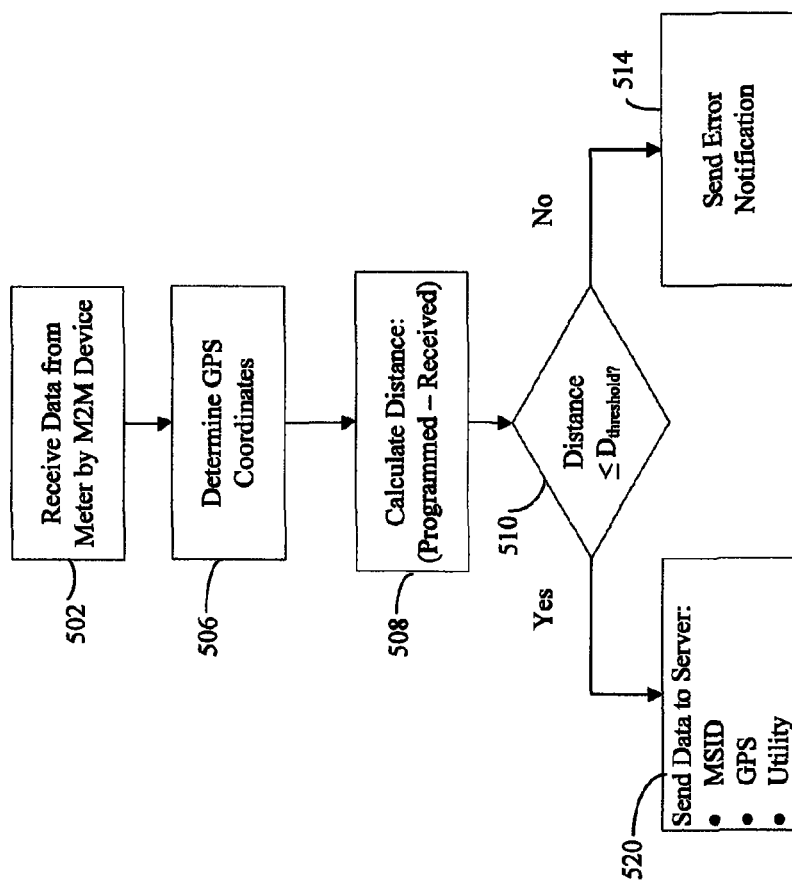 Receive Data from
Meter by M2M Device
502
Determine GPS
Coordinates
506
Calculate Distance:
(Programmed – Received)
508
Distance
≤ Dthreshold?
510
Yes
No
Send Data to Server:
• MSID
• GPS
• Utility
520
Send Error
Notification
514